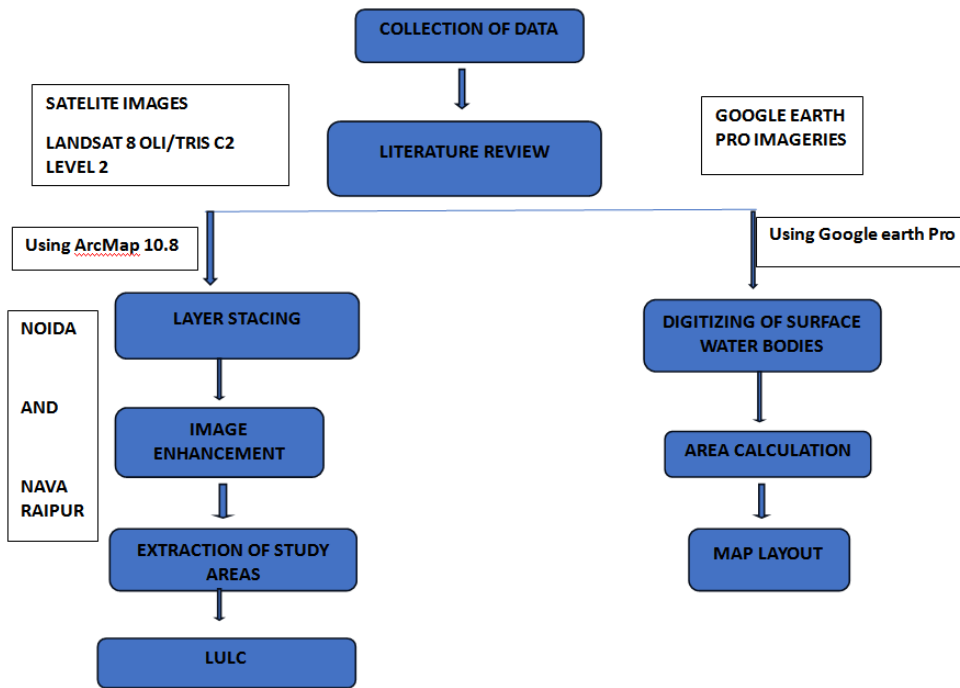 COLLECTION OF DATA
SATELITE IMAGES
LANDSAT 8 OLI/TRIS C2
LEVEL 2
LITERATURE REVIEW
GOOGLE EARTH
PRO IMAGERIES
Using ArcMap 10.8
Using Google earth Pro
NOIDA
AND
NAVA
RAIPUR
LAYER STACING
IMAGE
ENHANCEMENT
EXTRACTION OF STUDY
AREAS
LULC
DIGITIZING OF SURFACE
WATER BODIES
AREA CALCULATION
MAP LAYOUT